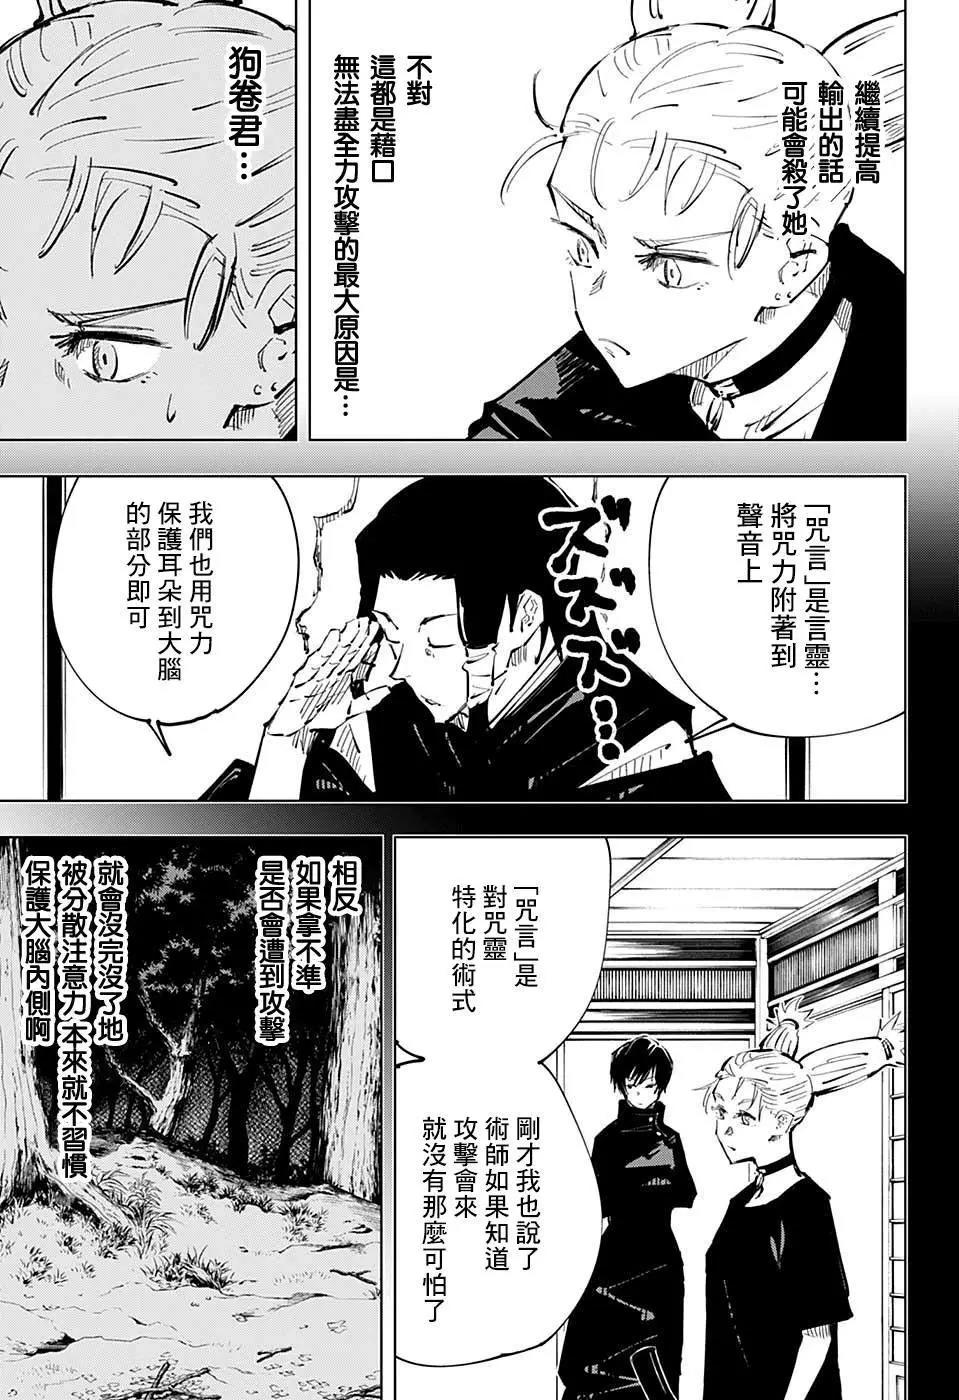 繼續提高
輸出的話
可能會殺了她
不對
這都是藉口
無法盡全力攻擊的最大原因是…
狗卷君…
「咒言」是言靈…
將咒力附著到
聲音上
ズズズズ…
我們也用咒力
保護耳朵到大腦
的部分即可
「咒言」是
對咒靈
特化的術式
剛才我也說了
術師如果知道
攻擊會來
就沒有那麼可怕了
相反
如果拿不準
是否會遭到攻擊
就會沒完沒了地
被分散注意力 本來就不習慣
保護大腦內側啊